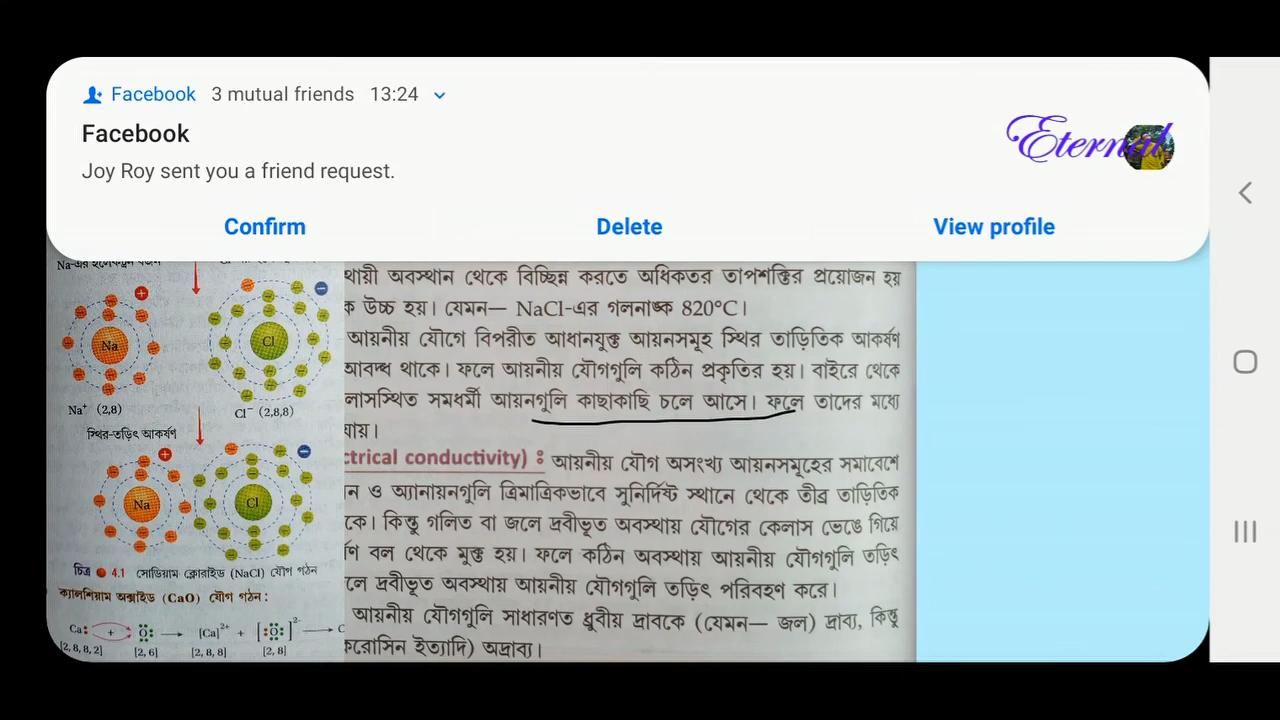 Facebook 3 mutual friends 13:24
Facebook
Eternal
Joy Roy sent you a friend request.
Confirm Delete View profile
থায়ী অবস্থান থেকে বিচ্ছিন্ন করতে অধিকতর তাপশক্তির প্রয়োজন হয়
ক উচ্চ হয়। যেমন— NaCl-এর গলনাঙ্ক 820°C।
আয়নীয় যৌগে বিপরীত আধানযুক্ত আয়নসমূহ স্থির তাড়িতিক আকর্ষণ
আবদ্ধ থাকে। ফলে আয়নীয় যৌগগুলি কঠিন প্রকৃতির হয়। বাইরে থেকে
লাসস্থিত সমধর্মী আয়নগুলি কাছাকাছি চলে আসে। ফলে তাদের মধ্যে
যায়।
ctrical conductivity) : আয়নীয় যৌগ অসংখ্য আয়নসমূহের সমাবেশে
ন ও অ্যানায়নগুলি ত্রিমাত্রিকভাবে সুনির্দিষ্ট স্থানে থেকে তীব্র তাড়িতিক
কে। কিন্তু গলিত বা জলে দ্রবীভূত অবস্থায় যৌগের কেলাস ভেঙে গিয়ে
র্ষণ বল থেকে মুক্ত হয়। ফলে কঠিন অবস্থায় আয়নীয় যৌগগুলি তড়িৎ
লে দ্রবীভূত অবস্থায় আয়নীয় যৌগগুলি তড়িৎ পরিবহণ করে।
আয়নীয় যৌগগুলি সাধারণত ধ্রুবীয় দ্রাবকে (যেমন— জল) দ্রাব্য, কিন্তু
করোসিন ইত্যাদি) অদ্রাব্য।
Na Cl
Na⁺ (2,8) Cl⁻ (2,8,8)
স্থির-তড়িৎ আকর্ষণ
Na Cl
চিত্র 4.1 সোডিয়াম ক্লোরাইড (NaCl) যৌগ গঠন
ক্যালশিয়াম অক্সাইড (CaO) যৌগ গঠন :
Ca: + :O: → [Ca]²⁺ + [:O:]²⁻ → C
[2, 8, 8, 2] [2, 6] [2, 8, 8] [2, 8]